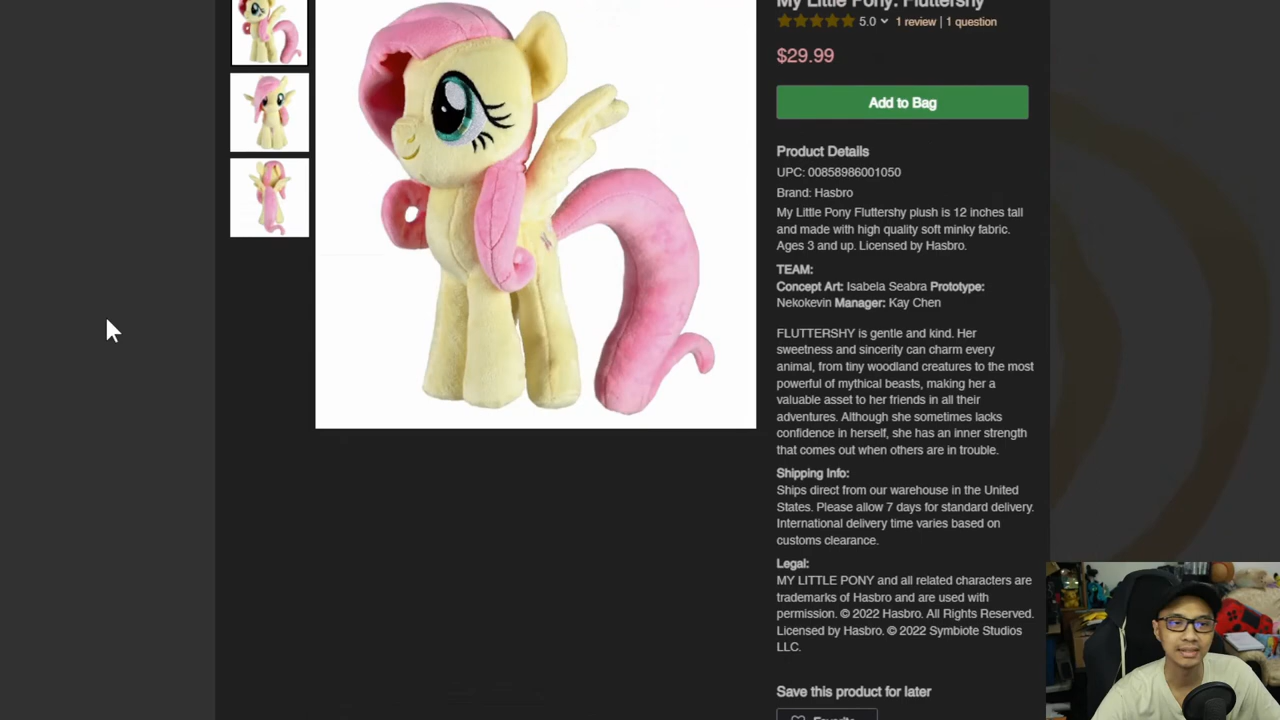 My Little Pony: Fluttershy
5.0 1 review | 1 question
$29.99
Add to Bag
Product Details
UPC: 00858986001050
Brand: Hasbro
My Little Pony Fluttershy plush is 12 inches tall
and made with high quality soft minky fabric.
Ages 3 and up. Licensed by Hasbro.
TEAM:
Concept Art: Isabela Seabra Prototype:
Nekokevin Manager: Kay Chen
FLUTTERSHY is gentle and kind. Her
sweetness and sincerity can charm every
animal, from tiny woodland creatures to the most
powerful of mythical beasts, making her a
valuable asset to her friends in all their
adventures. Although she sometimes lacks
confidence in herself, she has an inner strength
that comes out when others are in trouble.
Shipping Info:
Ships direct from our warehouse in the United
States. Please allow 7 days for standard delivery.
International delivery time varies based on
customs clearance.
Legal:
MY LITTLE PONY and all related characters are
trademarks of Hasbro and are used with
permission. © 2022 Hasbro. All Rights Reserved.
Licensed by Hasbro. © 2022 Symbiote Studios
LLC.
Save this product for later
Favorite